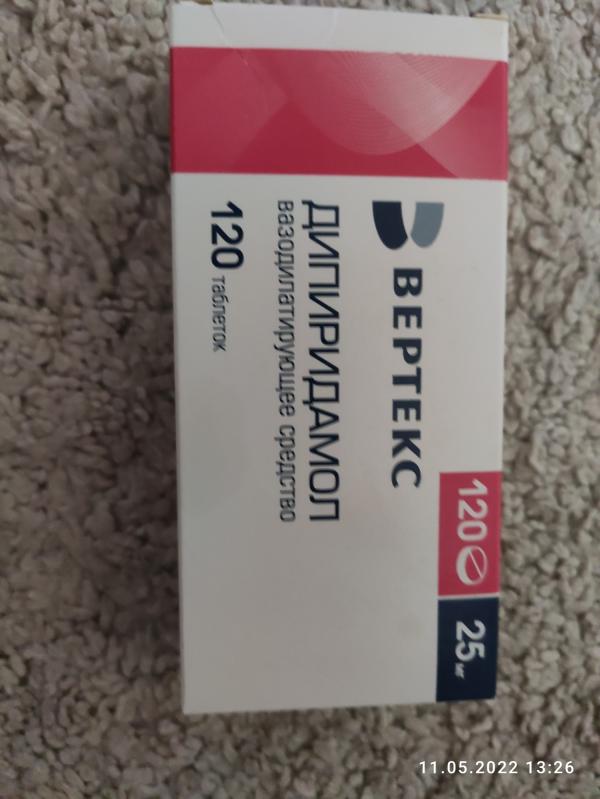 ВЕРТЕКС
ДИПИРИДАМОЛ
вазодилатирующее средство
120 таблеток
120
25 мг
11.05.2022 13:26